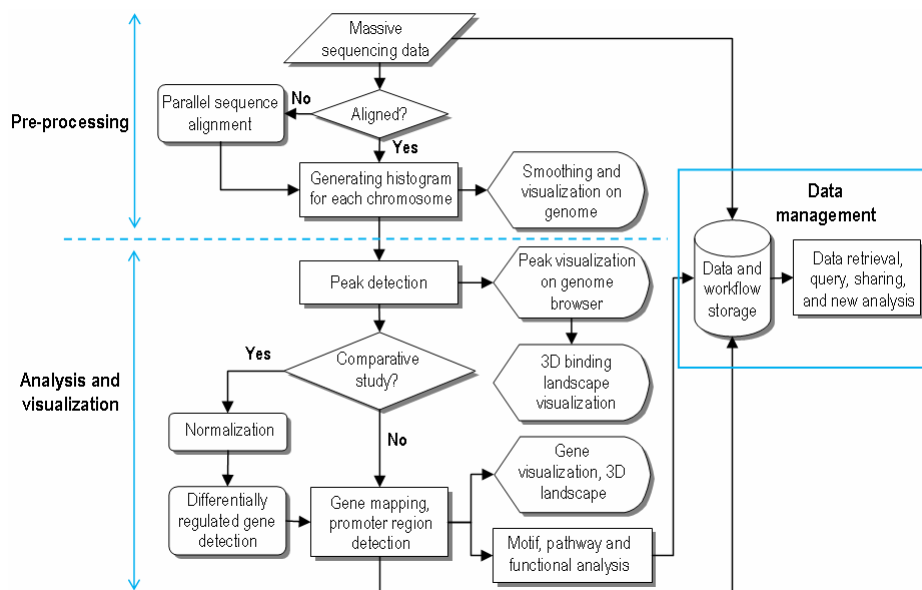 Massive
sequencing data
Pre-processing
Parallel sequence
alignment
No
Aligned?
Yes
Generating histogram
for each chromosome
Smoothing and
visualization on
genome
Data
management
Data and
workflow
storage
Data retrieval,
query, sharing,
and new analysis
Analysis and
visualization
Peak detection
Peak visualization
on genome
browser
Yes
Comparative
study?
3D binding
landscape
visualization
Normalization
No
Differentially
regulated gene
detection
Gene mapping,
promoter region
detection
Gene
visualization, 3D
landscape
Motif, pathway and
functional analysis